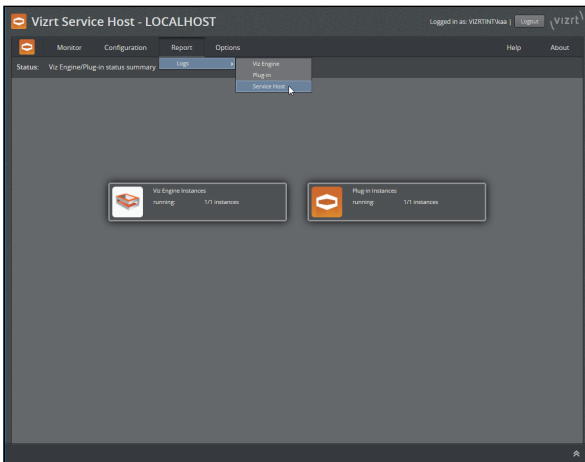 Vizrt Service Host - LOCALHOST
Logged in as: VIZRTINT\kaa | Logout vizrt
Monitor Configuration Report Options Help About
Status: Viz Engine/Plug-in status summary
Logs
Viz Engine
Plug-in
Service Host
Viz Engine Instances
running: 1/1 instances
Plug-in Instances
running: 1/1 instances